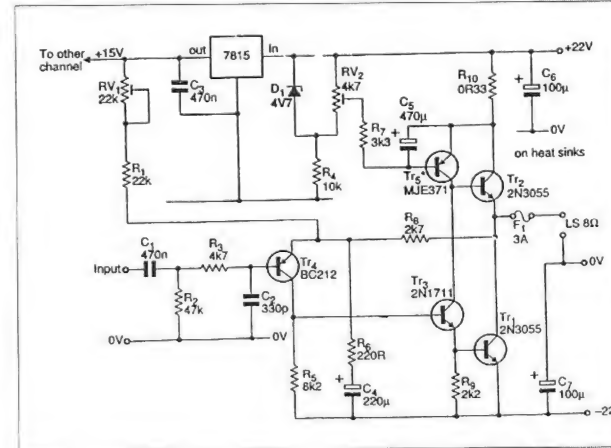 To other channel
+15V
out
7815
In
+22V
RV1
22k
C3
470n
D1
4V7
RV2
4k7
R10
0R33
C6
100µ
C5
470µ
0V
R7
3k3
on heat sinks
R1
22k
R4
10k
Tr5
MJE371
Tr2
2N3055
LS 8Ω
R8
2k7
F1
3A
C1
470n
R3
4k7
Tr4
BC212
Input
Tr3
2N1711
0V
R2
47k
C2
330p
Tr1
2N3055
R6
220R
0V
0V
R5
8k2
C4
220µ
R9
2k2
C7
100µ
-22